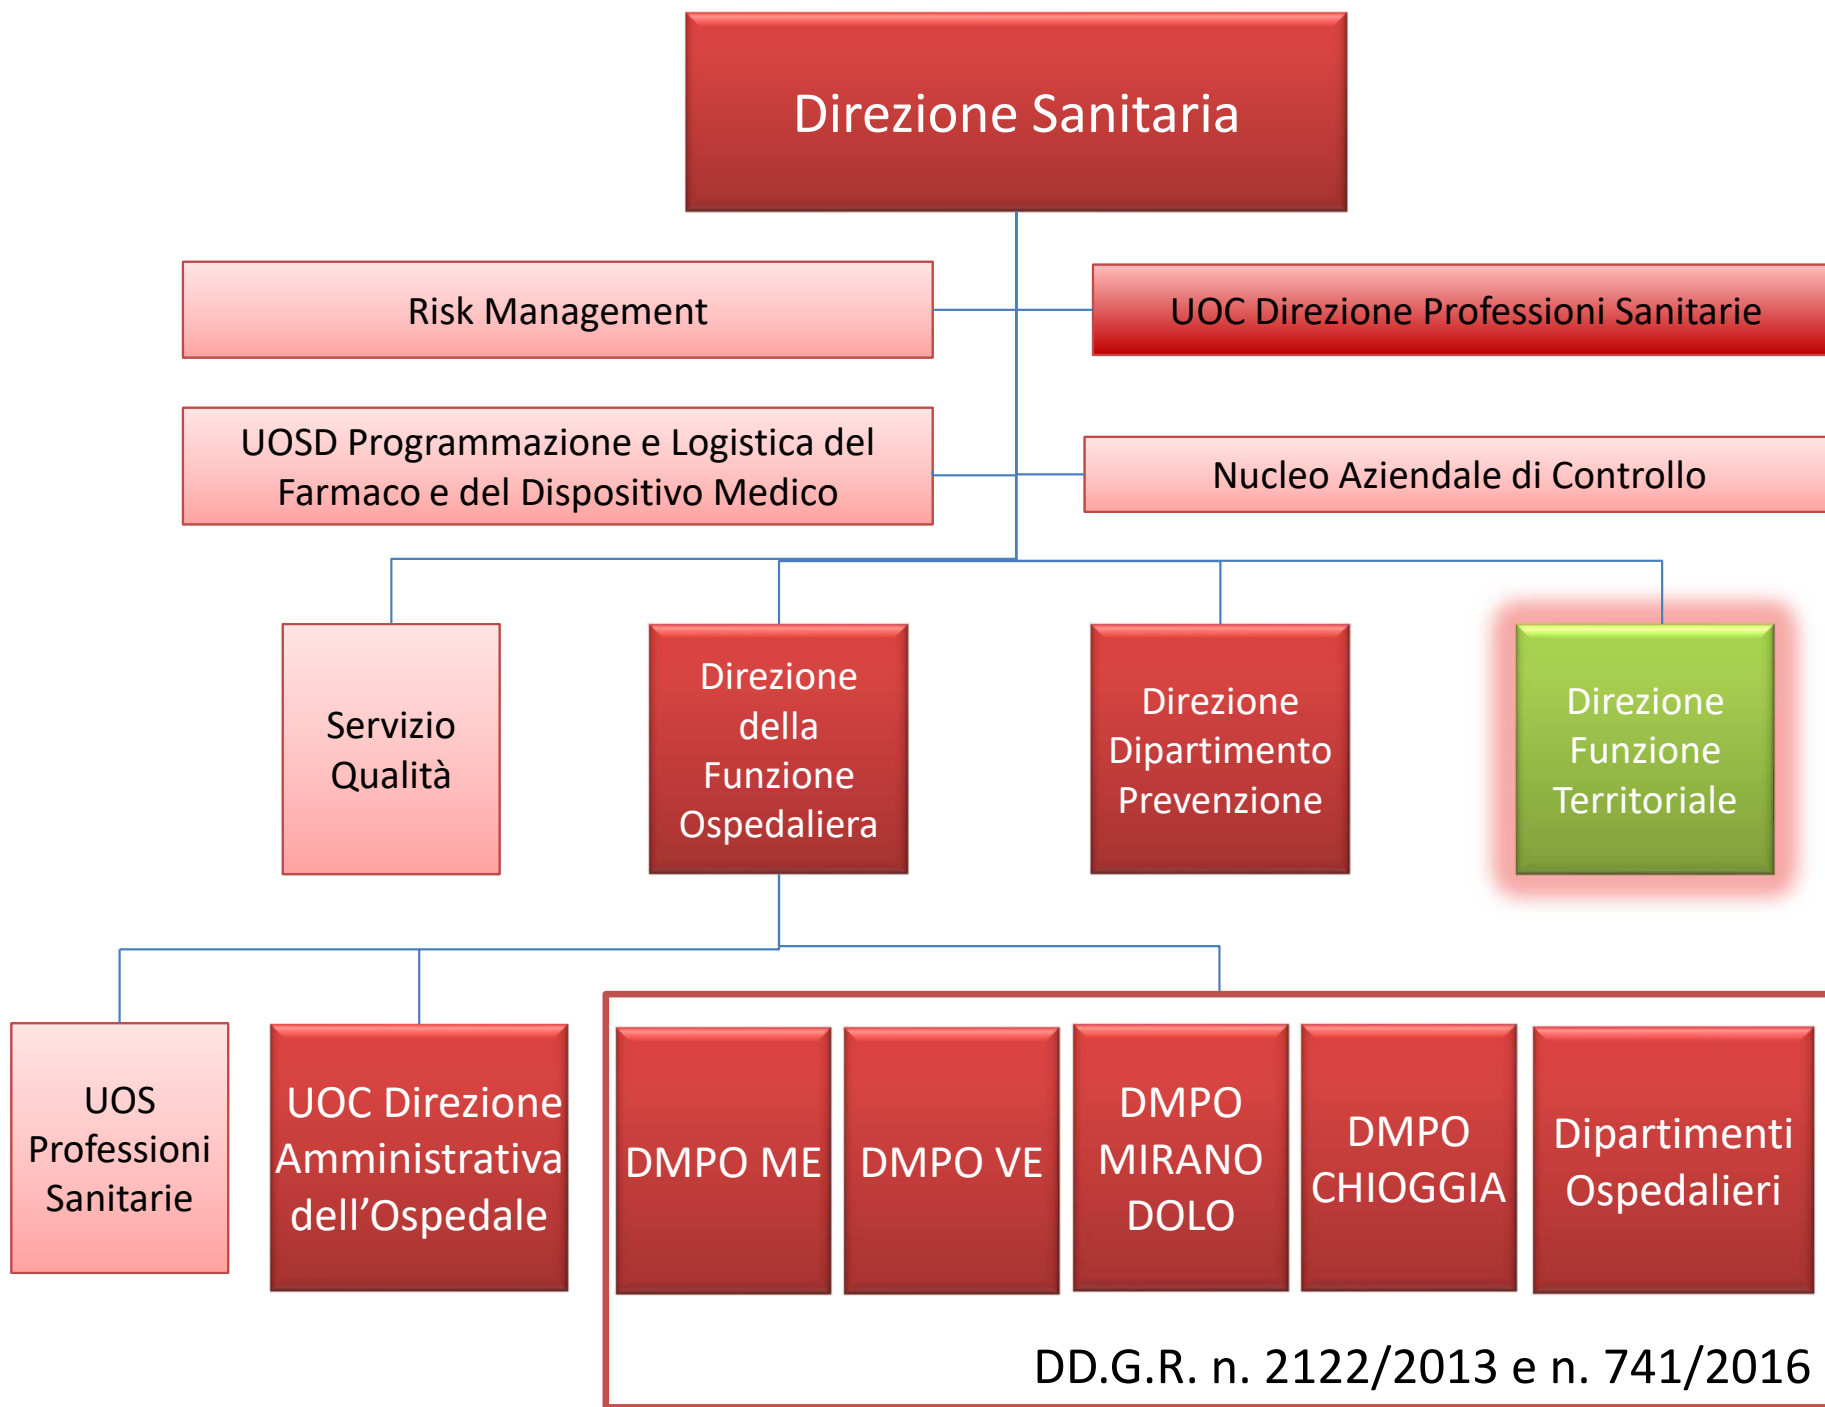 Direzione Sanitaria
Risk Management
UOC Direzione Professioni Sanitarie
UOSD Programmazione e Logistica del
Farmaco e del Dispositivo Medico
Nucleo Aziendale di Controllo
Servizio
Qualità
Direzione
della
Funzione
Ospedaliera
Direzione
Dipartimento
Prevenzione
Direzione
Funzione
Territoriale
UOS
Professioni
Sanitarie
UOC Direzione
Amministrativa
dell’Ospedale
DMPO ME
DMPO VE
DMPO
MIRANO
DOLO
DMPO
CHIOGGIA
Dipartimenti
Ospedalieri
DD.G.R. n. 2122/2013 e n. 741/2016